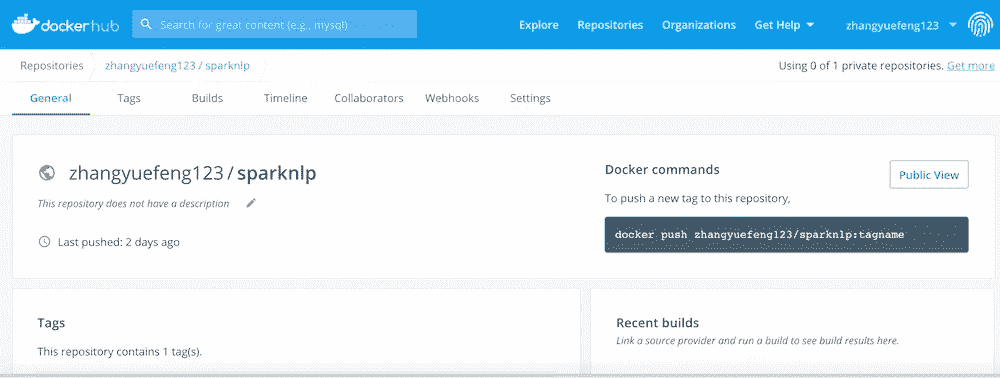 dockerhub Search for great content (e.g., mysql) Explore Repositories Organizations Get Help zhangyuefeng123
Repositories zhangyuefeng123 / sparknlp Using 0 of 1 private repositories. Get more
General Tags Builds Timeline Collaborators Webhooks Settings
zhangyuefeng123 / sparknlp
This repository does not have a description
Last pushed: 2 days ago
Docker commands
Public View
To push a new tag to this repository,
docker push zhangyuefeng123/sparknlp:tagname
Tags
This repository contains 1 tag(s).
Recent builds
Link a source provider and run a build to see build results here.